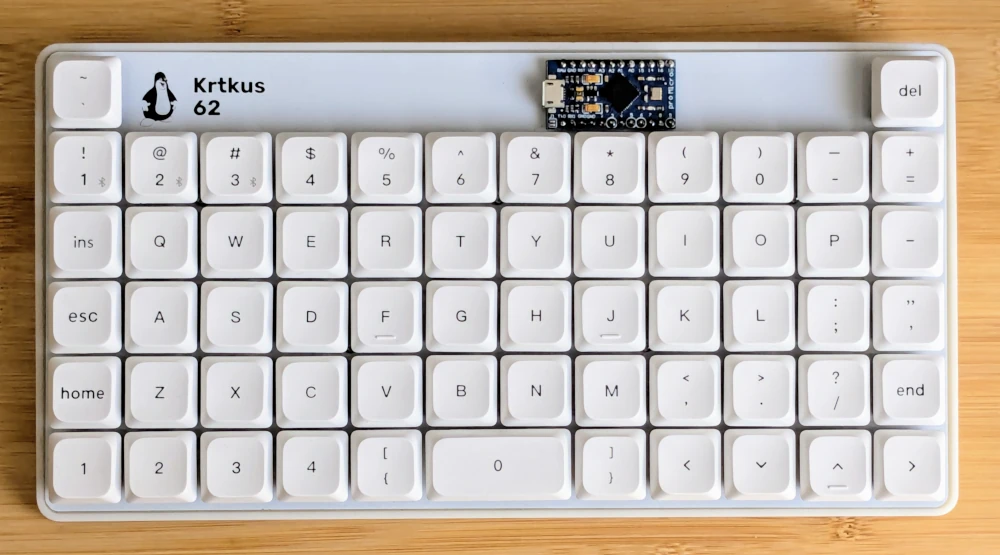 ~
`
Krtkus
62
del
! @ # $ % ^ & * ( ) — +
1 2 3 4 5 6 7 8 9 0 - =
ins Q W E R T Y U I O P -
esc A S D F G H J K L : ; " '
home Z X C V B N M < , > . ? / end
1 2 3 4 [ { 0 ] } < ⌄ ^ >